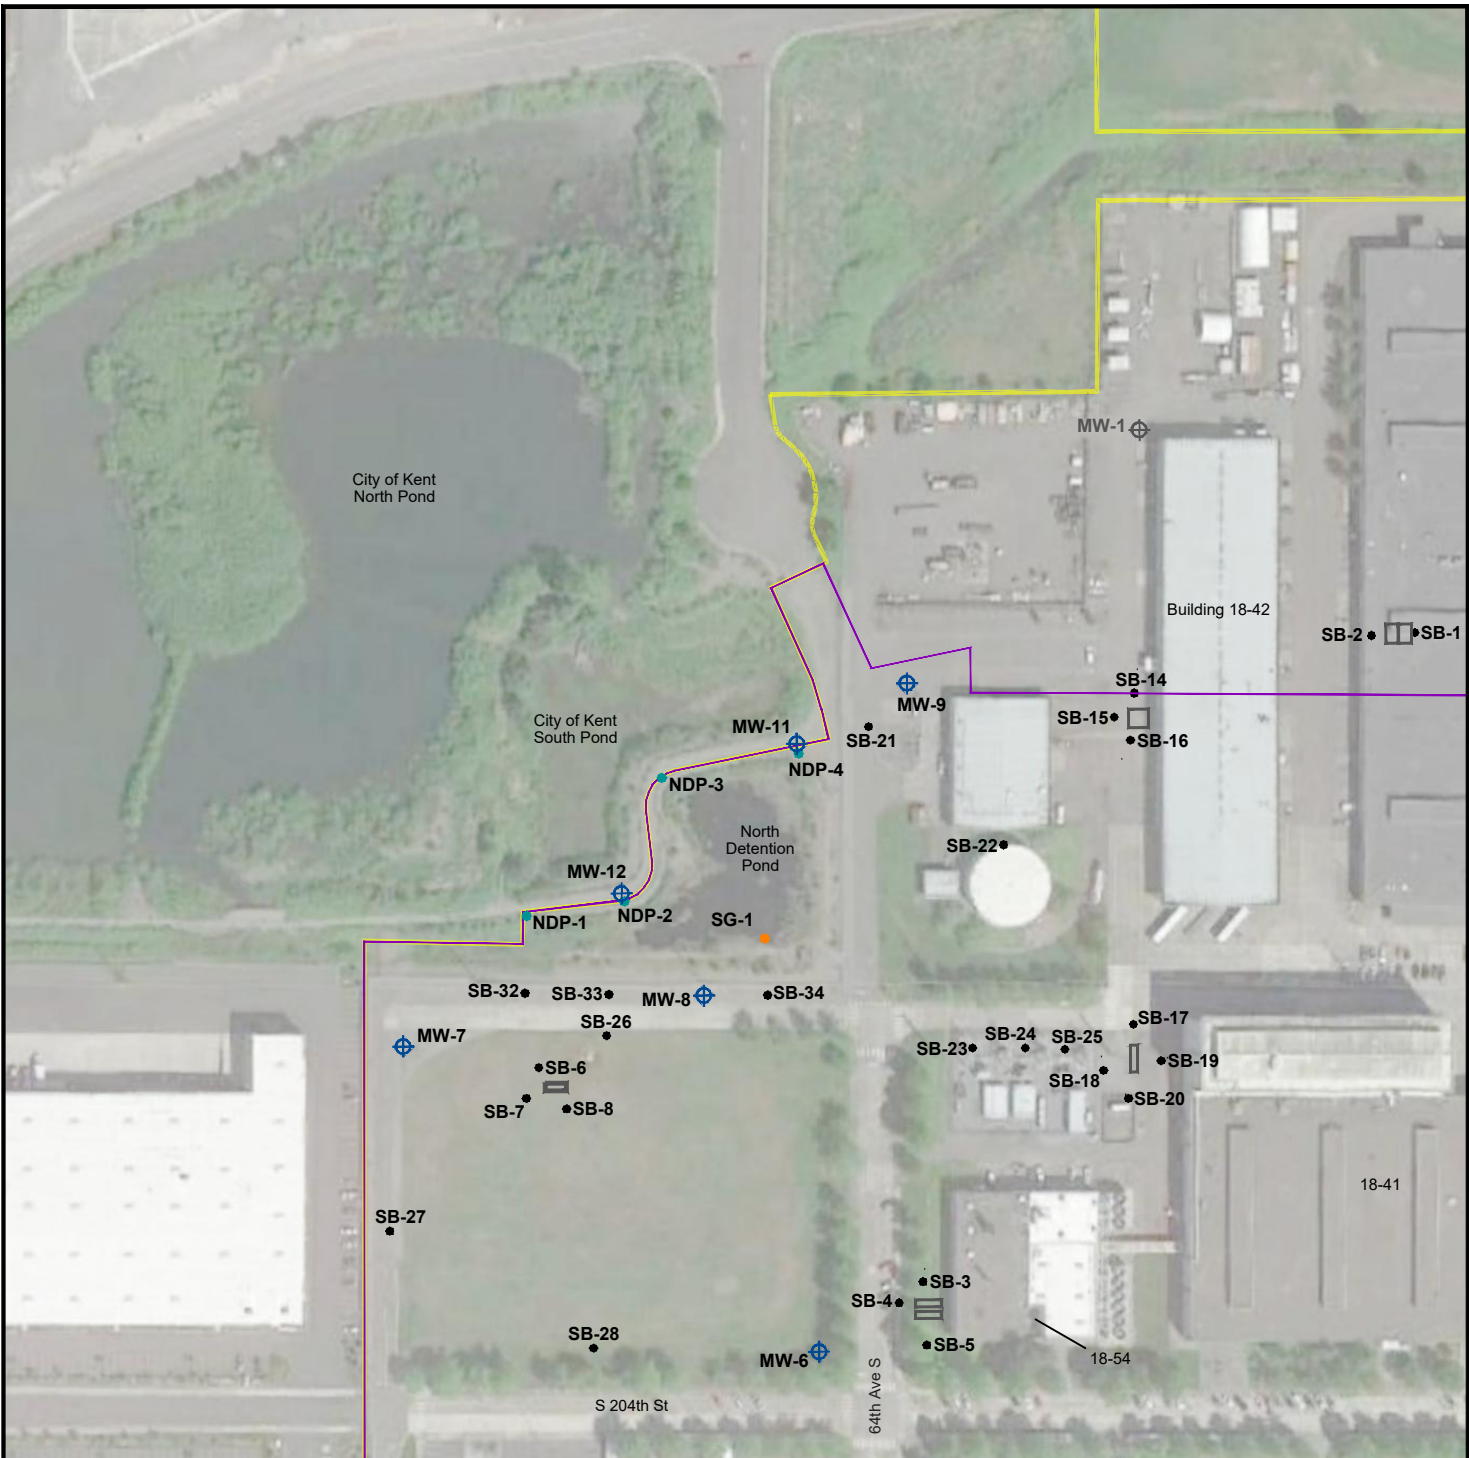 MW-1
City of Kent
North Pond
Building 18-42
SB-2
SB-1
SB-14
MW-9
SB-15
City of Kent
South Pond
MW-11
SB-21
SB-16
NDP-4
NDP-3
North
Detention
Pond
SB-22
MW-12
NDP-2
NDP-1
SG-1
SB-32
SB-33
MW-8
SB-34
SB-17
SB-26
MW-7
SB-24
SB-25
SB-23
SB-19
SB-6
SB-18
SB-20
SB-7
SB-8
18-41
SB-27
SB-3
SB-4
SB-28
SB-5
MW-6
18-54
64th Ave S
S 204th St